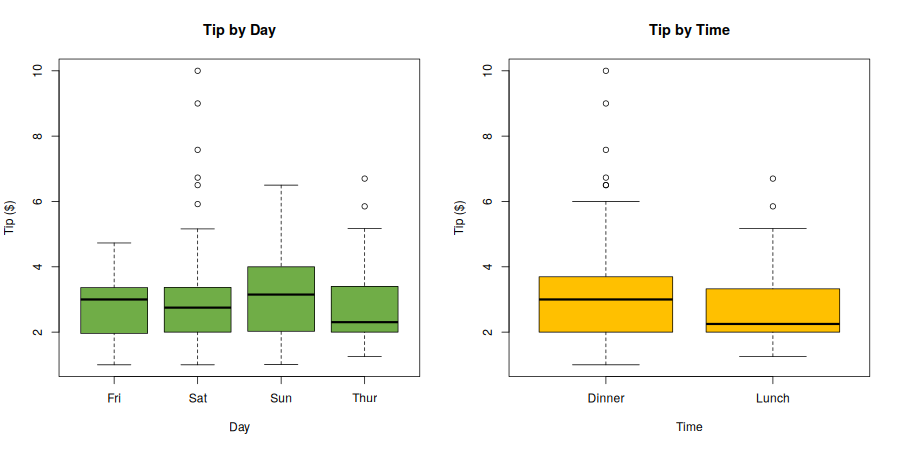 Tip by Day
Tip ($)
10
8
6
4
2
Fri Sat Sun Thur
Day
Tip by Time
Tip ($)
10
8
6
4
2
Dinner Lunch
Time